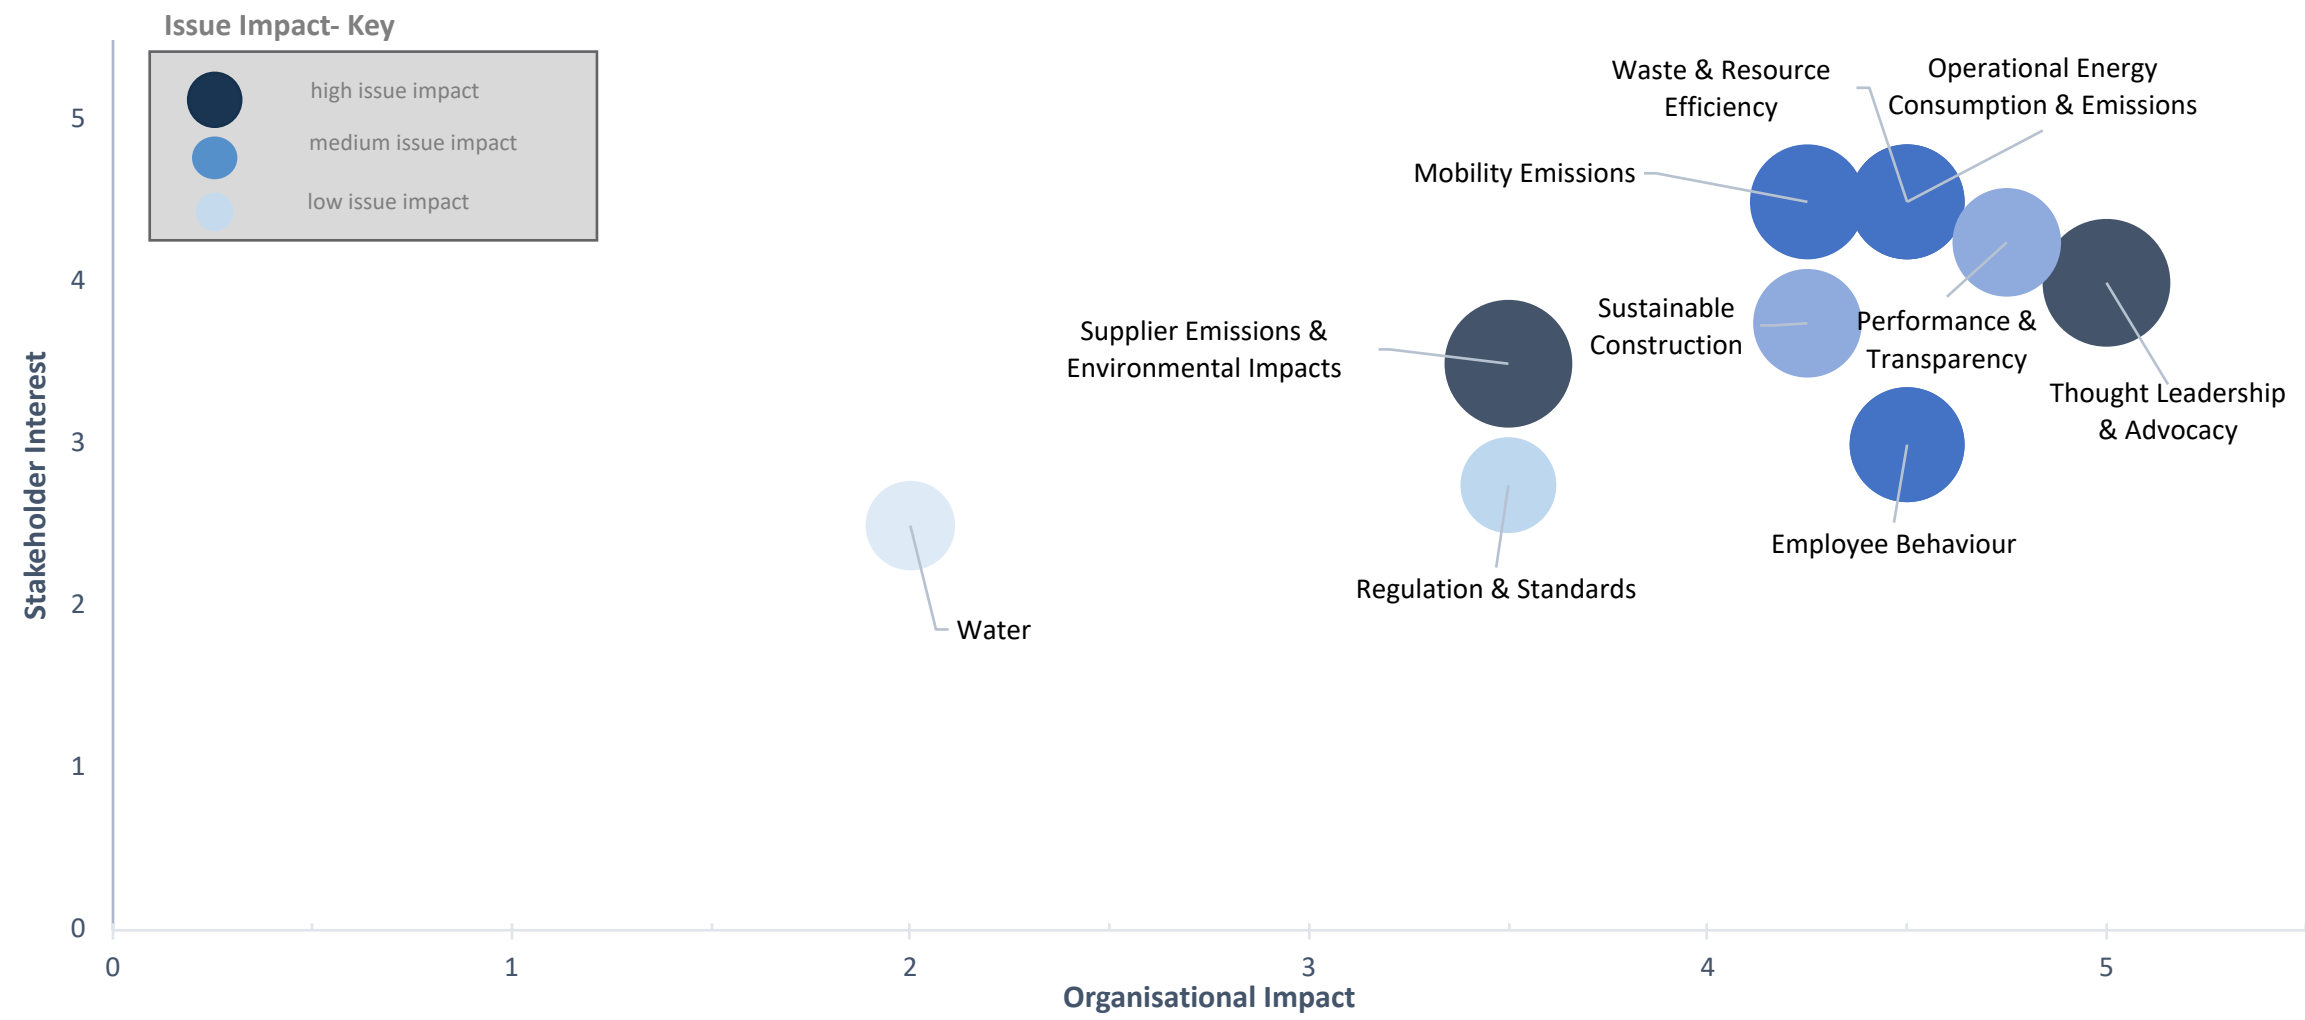 Issue Impact- Key
high issue impact
medium issue impact
low issue impact
Waste & Resource
Efficiency
Operational Energy
Consumption & Emissions
Mobility Emissions
Supplier Emissions &
Environmental Impacts
Sustainable
Construction
Performance &
Transparency
Thought Leadership
& Advocacy
Employee Behaviour
Regulation & Standards
Water
Stakeholder Interest
5
4
3
2
1
0
0
1
2
3
4
5
Organisational Impact